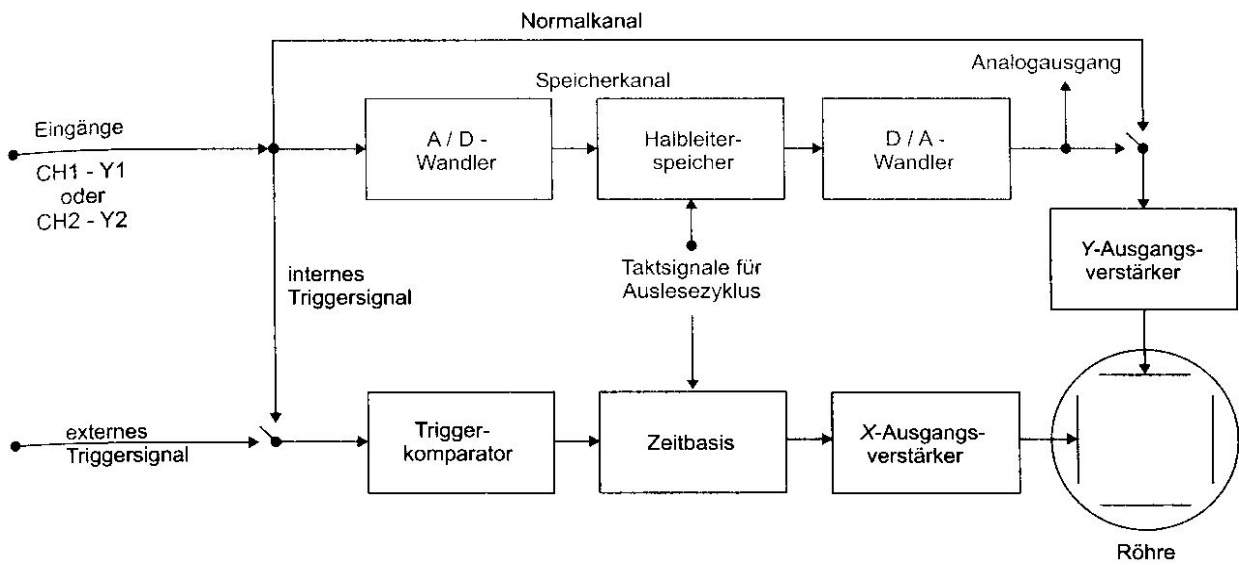 Normalkanal
Analogausgang
Speicherkanal
Eingänge
CH1 - Y1
oder
CH2 - Y2
A / D -
Wandler
Halbleiter-
speicher
D / A -
Wandler
Y-Ausgangs-
verstärker
internes
Triggersignal
Taktsignale für
Auslesezyklus
externes
Triggersignal
Trigger-
komparator
Zeitbasis
X-Ausgangs-
verstärker
Röhre